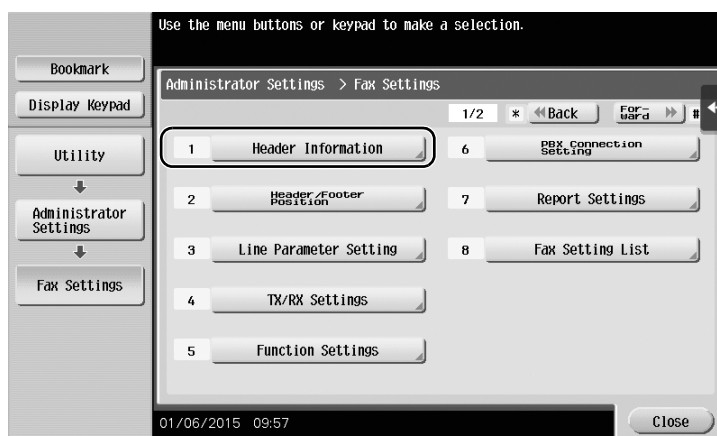 Use the menu buttons or keypad to make a selection.
Bookmark
Display Keypad
Utility
Administrator
Settings
Fax Settings
Administrator Settings > Fax Settings
1/2 * Back For-
ward #
1 Header Information
2 Header/Footer
Position
3 Line Parameter Setting
4 TX/RX Settings
5 Function Settings
6 PBX Connection
Setting
7 Report Settings
8 Fax Setting List
01/06/2015 09:57
Close